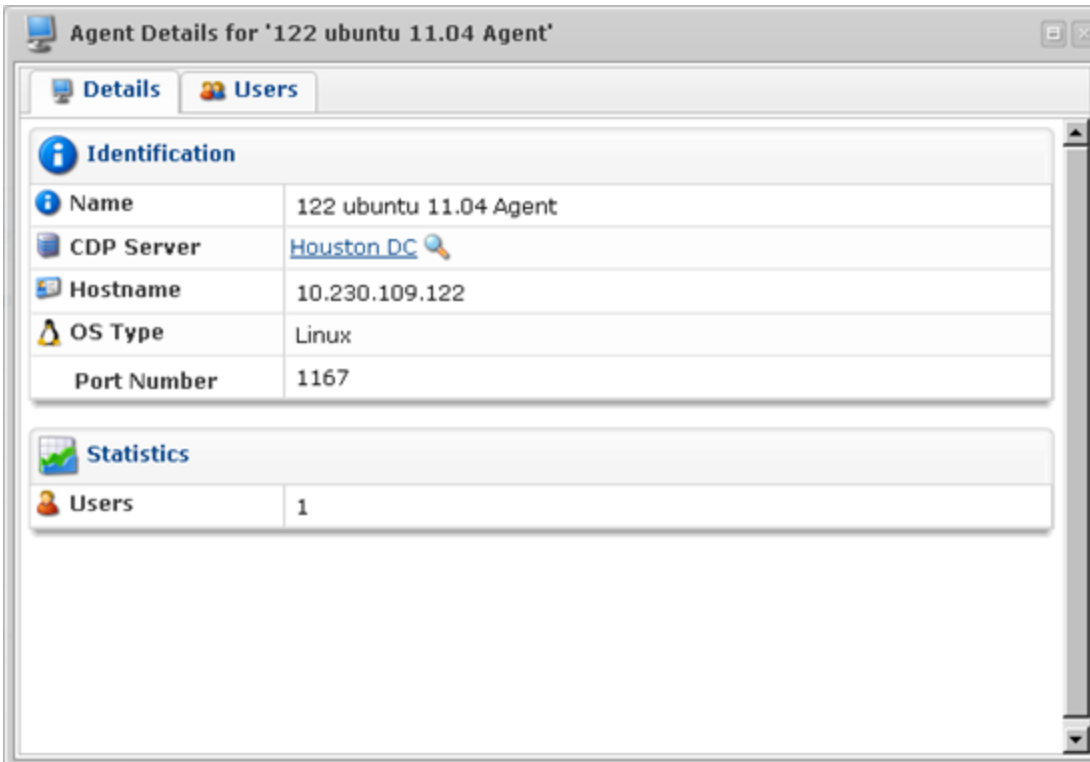 Agent Details for '122 ubuntu 11.04 Agent'
Details Users
Identification
Name 122 ubuntu 11.04 Agent
CDP Server Houston DC
Hostname 10.230.109.122
OS Type Linux
Port Number 1167
Statistics
Users 1